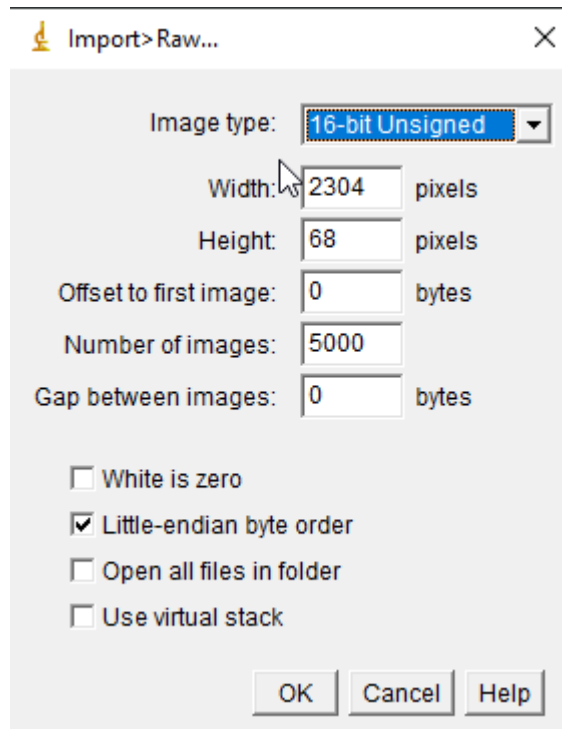 Import>Raw...
Image type: 16-bit Unsigned
Width: 2304 pixels
Height: 68 pixels
Offset to first image: 0 bytes
Number of images: 5000
Gap between images: 0 bytes
White is zero
Little-endian byte order
Open all files in folder
Use virtual stack
OK Cancel Help